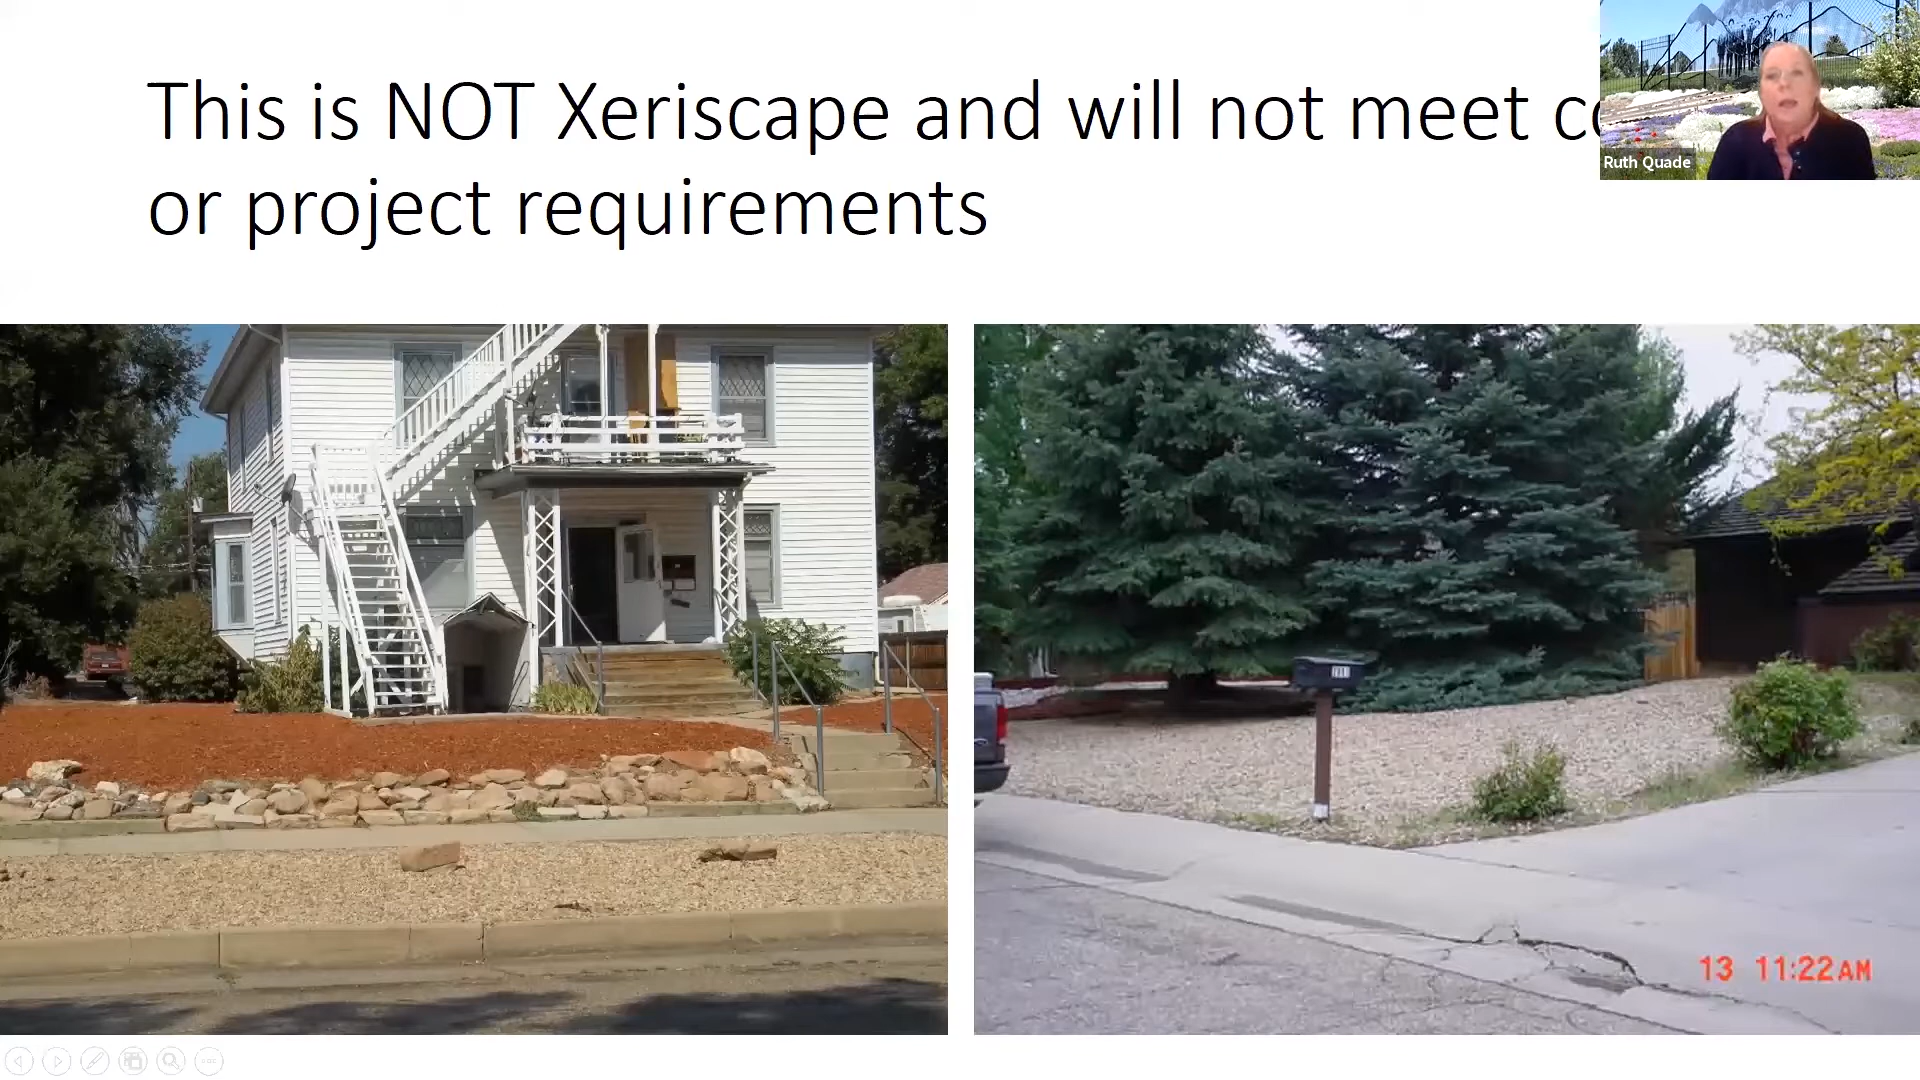 This is NOT Xeriscape and will not meet
or project requirements
Ruth Quade
13 11:22AM